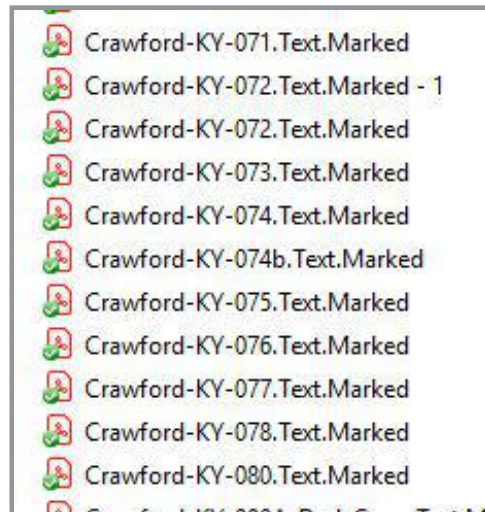 Crawford-KY-071.Text.Marked
Crawford-KY-072.Text.Marked - 1
Crawford-KY-072.Text.Marked
Crawford-KY-073.Text.Marked
Crawford-KY-074.Text.Marked
Crawford-KY-074b.Text.Marked
Crawford-KY-075.Text.Marked
Crawford-KY-076.Text.Marked
Crawford-KY-077.Text.Marked
Crawford-KY-078.Text.Marked
Crawford-KY-080.Text.Marked